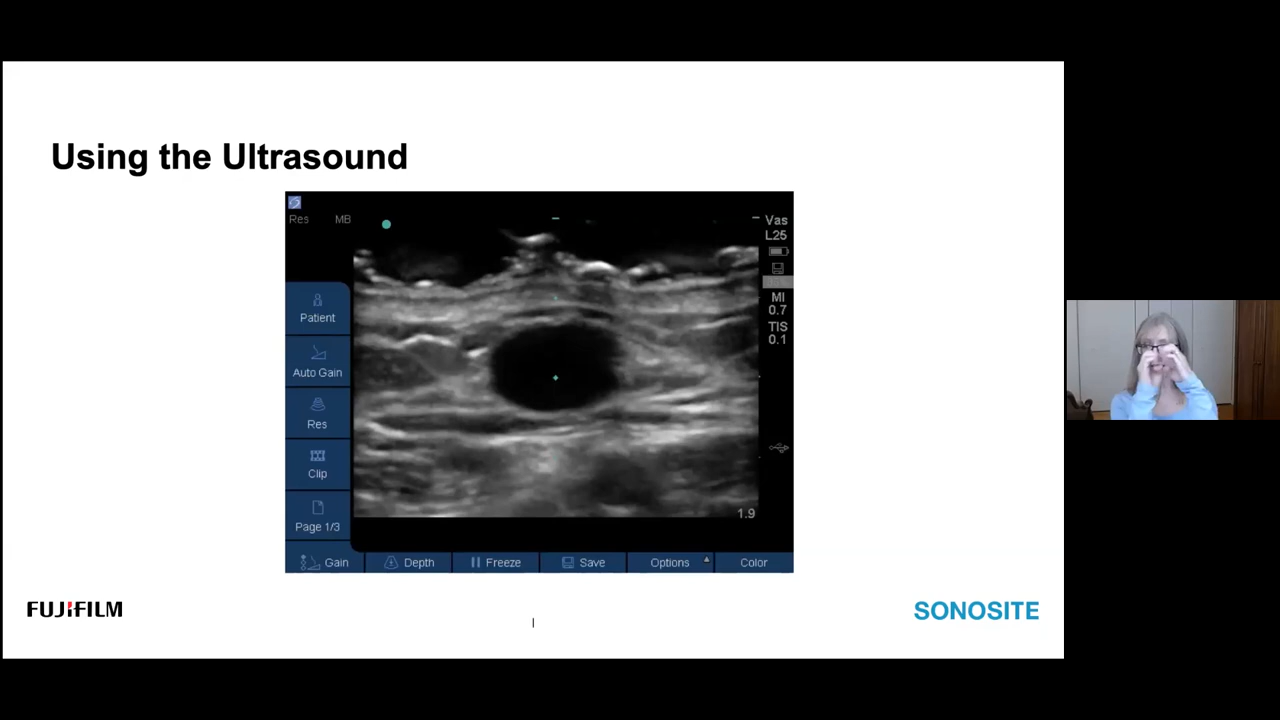 Using the Ultrasound
Res MB
Vas
L25
MI
0.7
TIS
0.1
Patient
Auto Gain
Res
Clip
Page 1/3
1.9
Gain Depth Freeze Save Options Color
FUJIFILM
SONOSITE